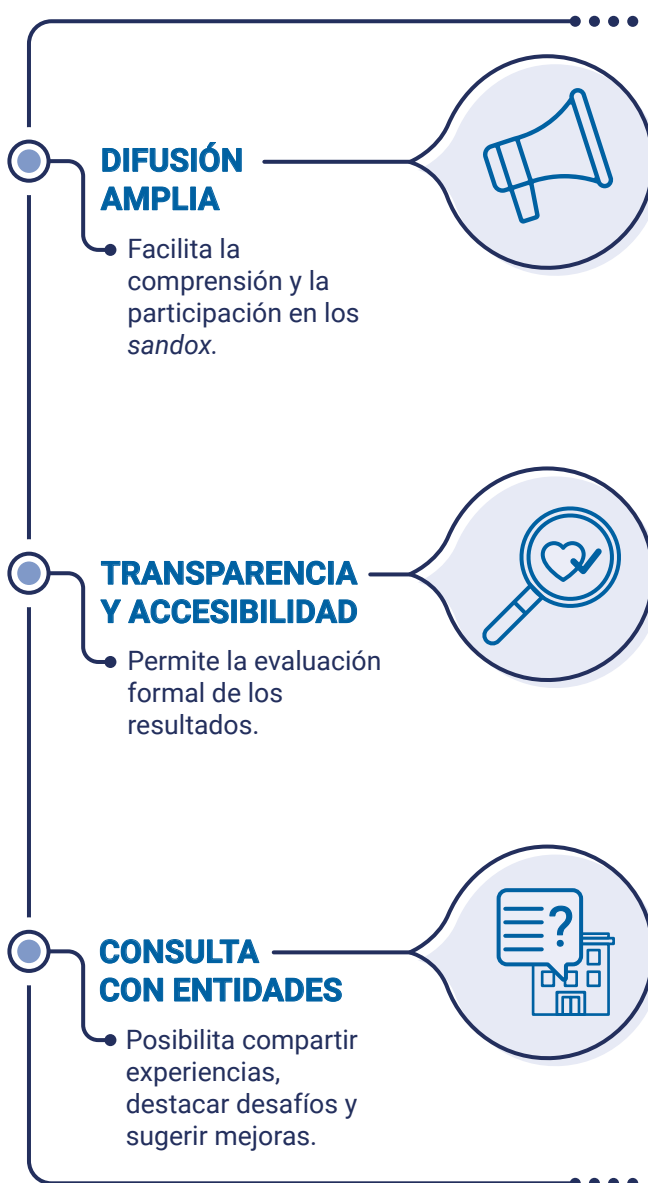 DIFUSIÓN
AMPLIA
Facilita la
comprensión y la
participación en los
sandox.
TRANSPARENCIA
Y ACCESIBILIDAD
Permite la evaluación
formal de los
resultados.
?
CONSULTA
CON ENTIDADES
Posibilita compartir
experiencias,
destacar desafíos y
sugerir mejoras.